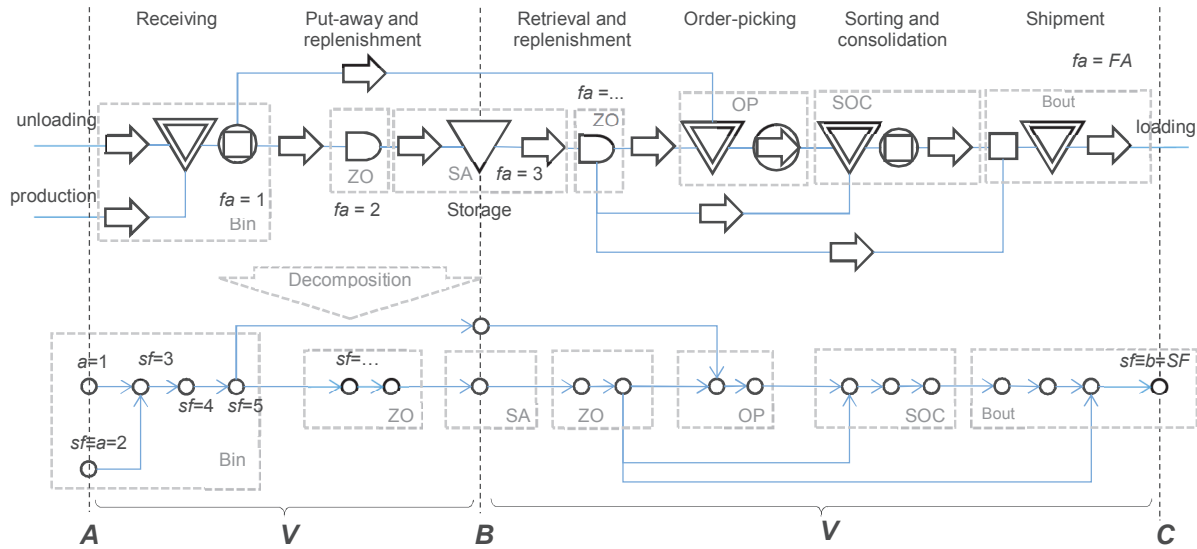 Receiving
Put-away and
replenishment
Retrieval and
replenishment
Order-picking
Sorting and
consolidation
Shipment
fa = FA
fa =...
ZO
OP
SOC
Bout
unloading
loading
ZO
SA
fa = 3
production
fa = 1
Bin
fa = 2
Storage
Decomposition
a=1
sf=3
sf=...
sf≡b=SF
sf=4
sf=5
ZO
SA
ZO
OP
SOC
Bout
sf≡a=2
Bin
A
V
B
V
C